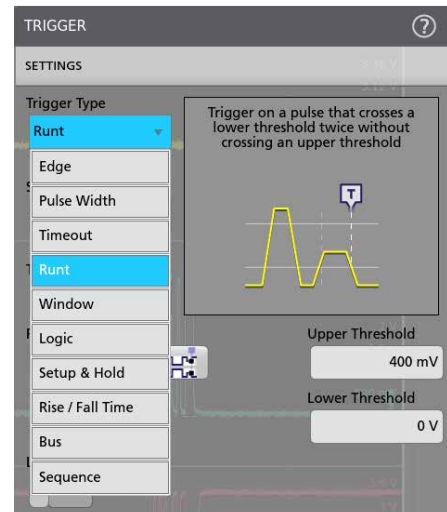 TRIGGER
?
SETTINGS
Trigger Type
Runt
Edge
Pulse Width
Timeout
Runt
Window
Logic
Setup & Hold
Rise / Fall Time
Bus
Sequence
Trigger on a pulse that crosses a
lower threshold twice without
crossing an upper threshold
T
Upper Threshold
400 mV
Lower Threshold
0 V